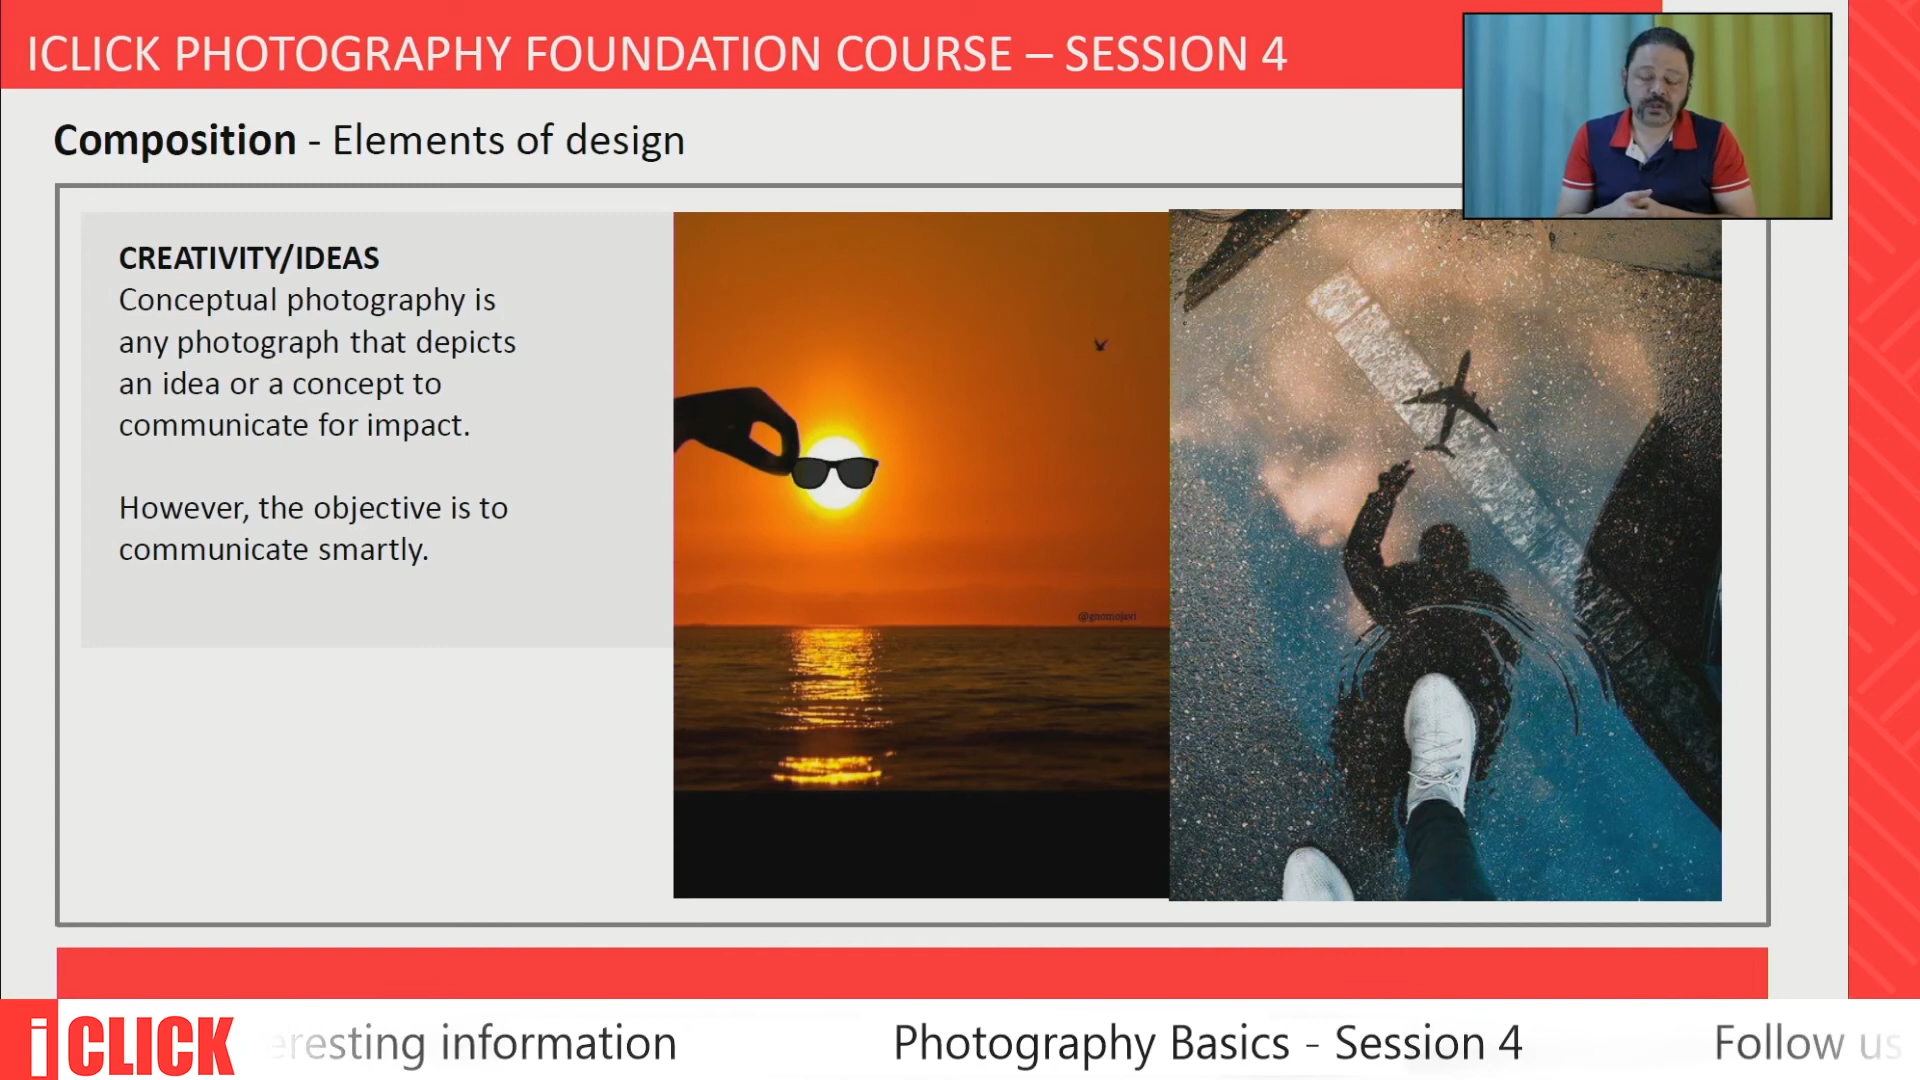 ICLICK PHOTOGRAPHY FOUNDATION COURSE – SESSION 4
Composition - Elements of design
CREATIVITY/IDEAS
Conceptual photography is
any photograph that depicts
an idea or a concept to
communicate for impact.
However, the objective is to
communicate smartly.
@gnomojavi
iCLICK
eresting information
Photography Basics - Session 4
Follow us